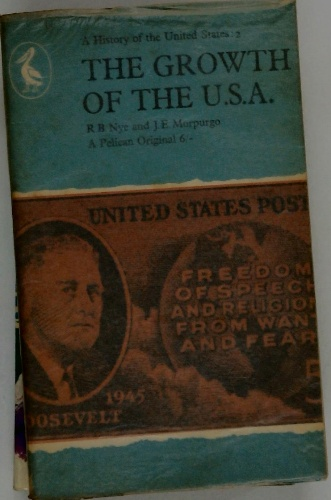 A History of the United States: 2
THE GROWTH
OF THE U.S.A.
R B Nye and J.E Morpurgo
A Pelican Original 6/-
UNITED STATES POST
FREEDOM
OF SPEECH
AND RELIGION
FROM WANT
AND FEAR
1945
OOSEVELT
5